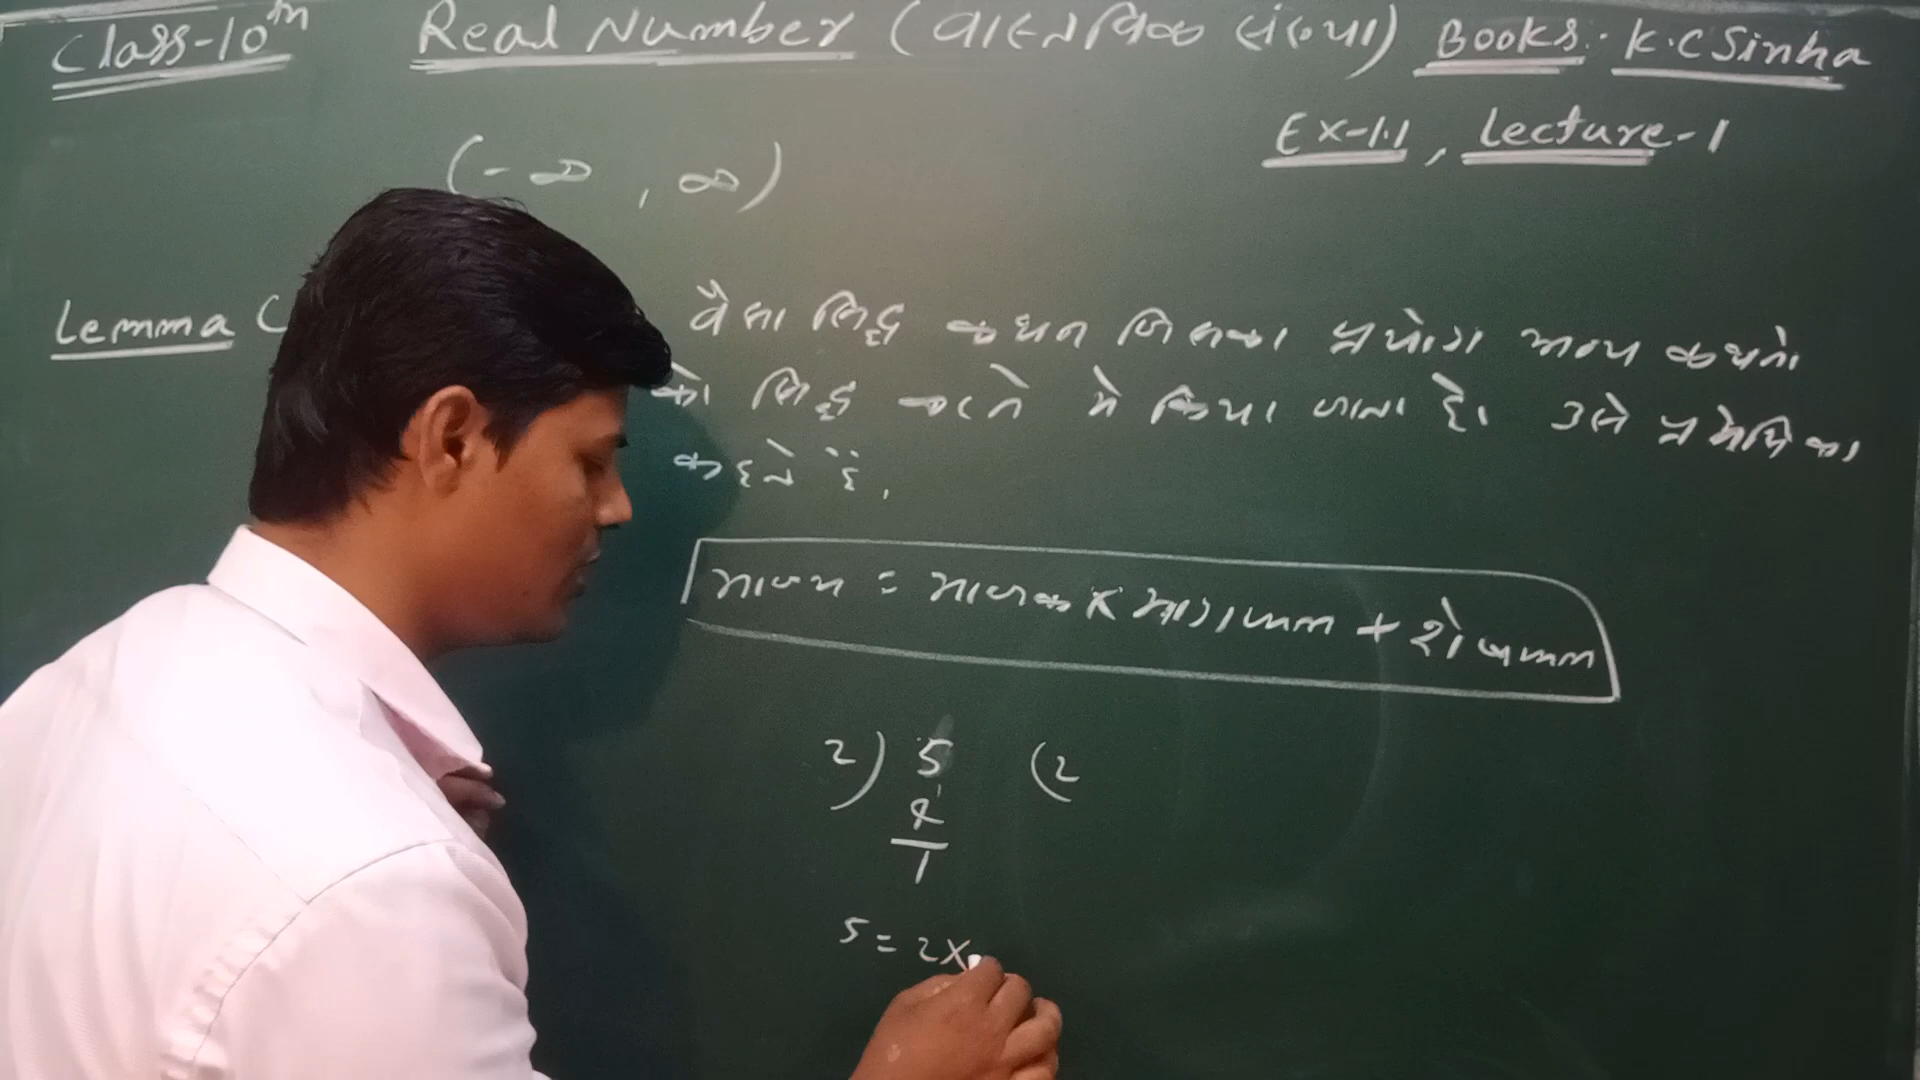 Class-10th Real Number (वास्तविक संख्या) Books: K.C Sinha
Ex-1.1, Lecture-1
(-∞, ∞)
Lemma ( वैसा सिद्ध कथन जिसका प्रयोग अन्य कथनो
को सिद्ध करने मे किया जाता है। उसे प्रमेयिका
कहते हैं.
भाज्य = भाजक x भागफल + शेषफल
2) 5 (2
4
1
5 = 2x